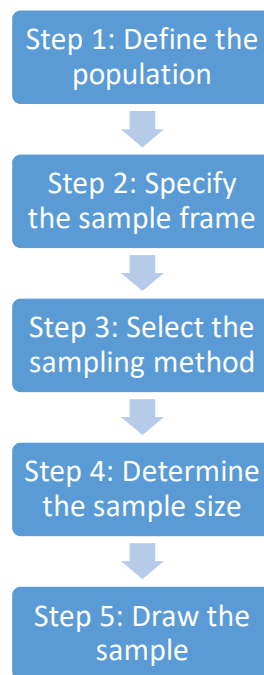 Step 1: Define the
population
Step 2: Specify
the sample frame
Step 3: Select the
sampling method
Step 4: Determine
the sample size
Step 5: Draw the
sample